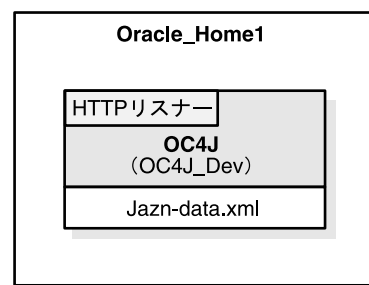 Oracle_Home1
HTTPリスナー
OC4J
（OC4J_Dev）
Jazn-data.xml